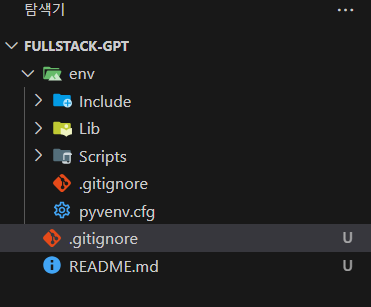 탐색기 ...
FULLSTACK-GPT
env
Include
Lib
Scripts
.gitignore
pyvenv.cfg
.gitignore U
README.md U